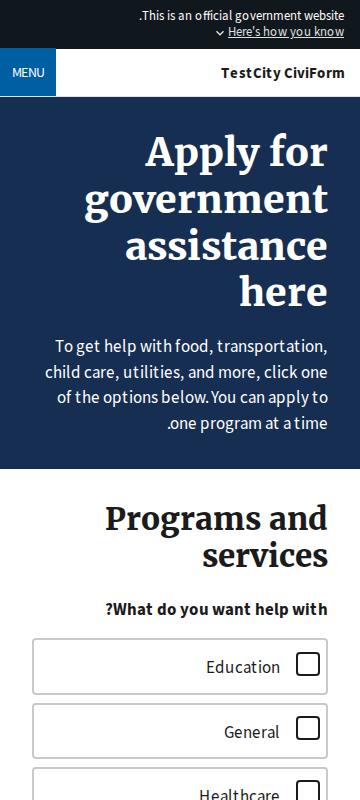 .This is an official government website
Here's how you know
MENU
TestCity CiviForm
Apply for
government
assistance
here
To get help with food, transportation,
child care, utilities, and more, click one
of the options below. You can apply to
.one program at a time
Programs and
services
?What do you want help with
Education
General
Healthcare